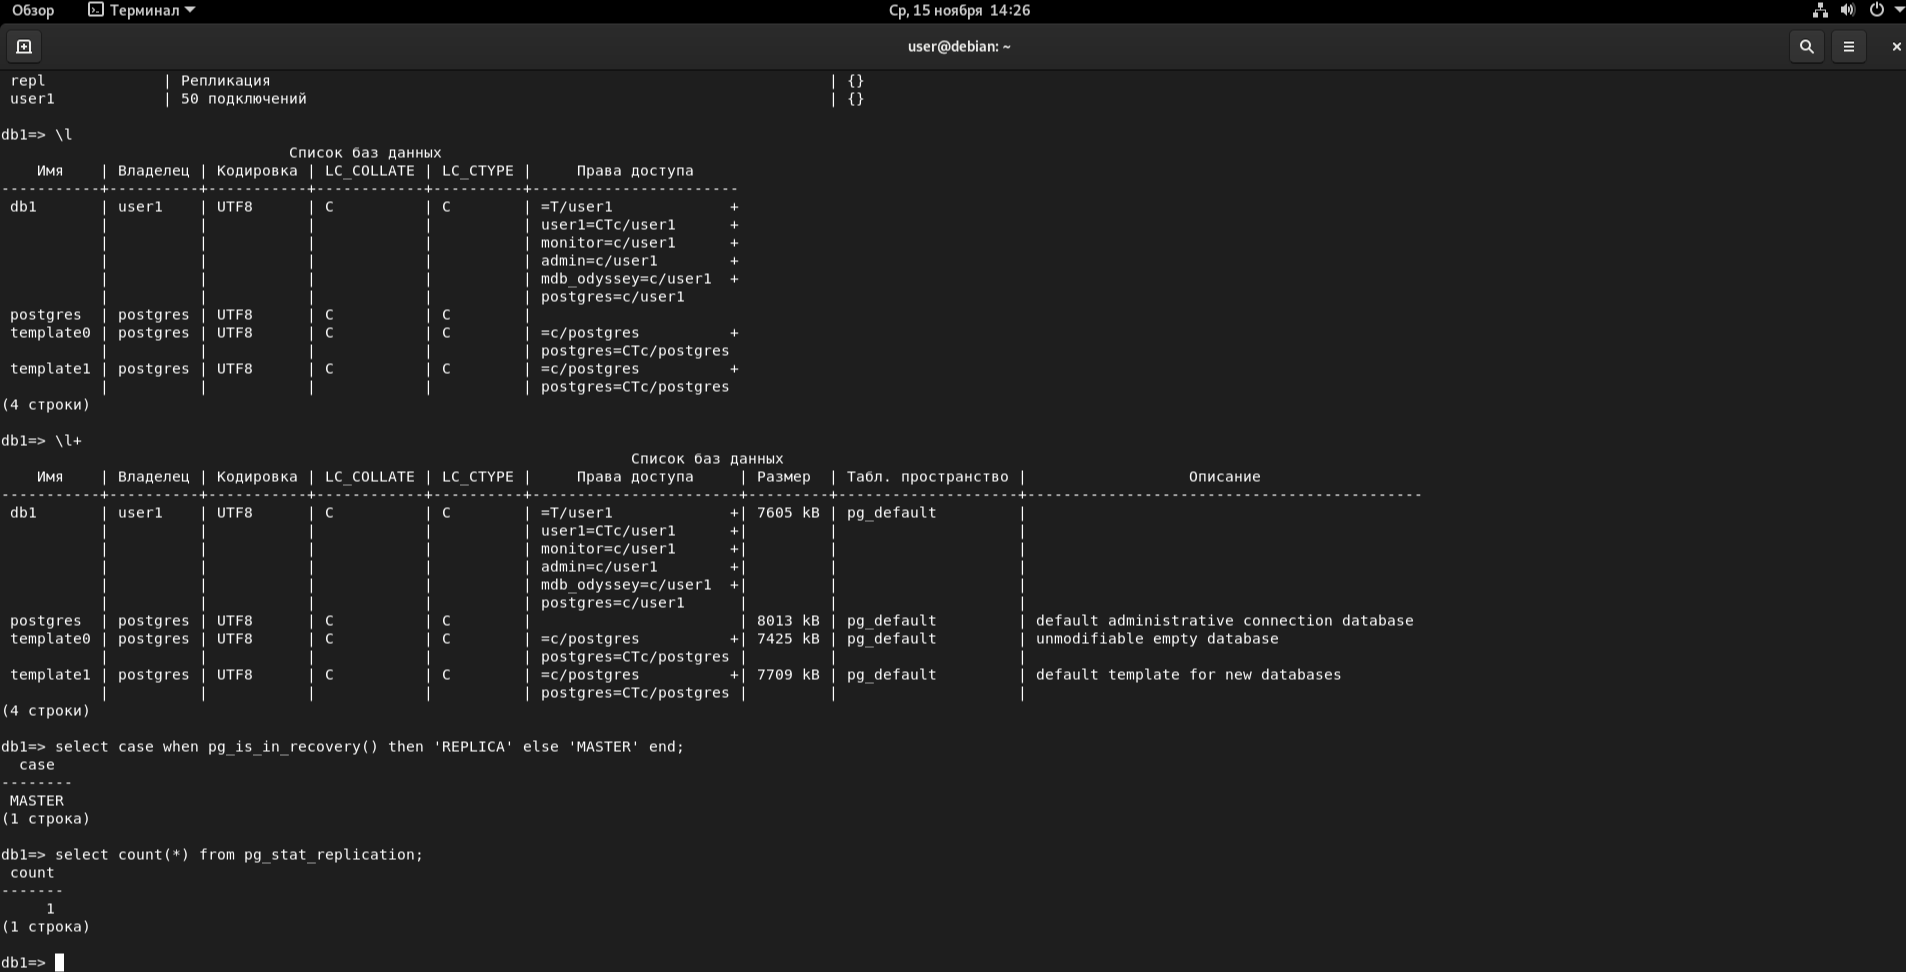 Обзор Терминал Ср, 15 ноября 14:26
user@debian: ~
 repl             | Репликация                                                              | {}
 user1            | 50 подключений                                                          | {}
db1=> \l
                                Список баз данных
    Имя    | Владелец | Кодировка | LC_COLLATE | LC_CTYPE |     Права доступа
-----------+----------+-----------+------------+----------+-----------------------
 db1       | user1    | UTF8      | C          | C        | =T/user1             +
           |          |           |            |          | user1=CTc/user1      +
           |          |           |            |          | monitor=c/user1      +
           |          |           |            |          | admin=c/user1        +
           |          |           |            |          | mdb_odyssey=c/user1  +
           |          |           |            |          | postgres=c/user1
 postgres  | postgres | UTF8      | C          | C        |
 template0 | postgres | UTF8      | C          | C        | =c/postgres          +
           |          |           |            |          | postgres=CTc/postgres
 template1 | postgres | UTF8      | C          | C        | =c/postgres          +
           |          |           |            |          | postgres=CTc/postgres
(4 строки)
db1=> \l+
                                                                      Список баз данных
    Имя    | Владелец | Кодировка | LC_COLLATE | LC_CTYPE |     Права доступа     | Размер  | Табл. пространство |                  Описание
-----------+----------+-----------+------------+----------+-----------------------+---------+--------------------+--------------------------------------------
 db1       | user1    | UTF8      | C          | C        | =T/user1             +| 7605 kB | pg_default         |
           |          |           |            |          | user1=CTc/user1      +|         |                    |
           |          |           |            |          | monitor=c/user1      +|         |                    |
           |          |           |            |          | admin=c/user1        +|         |                    |
           |          |           |            |          | mdb_odyssey=c/user1  +|         |                    |
           |          |           |            |          | postgres=c/user1      |         |                    |
 postgres  | postgres | UTF8      | C          | C        |                       | 8013 kB | pg_default         | default administrative connection database
 template0 | postgres | UTF8      | C          | C        | =c/postgres          +| 7425 kB | pg_default         | unmodifiable empty database
           |          |           |            |          | postgres=CTc/postgres |         |                    |
 template1 | postgres | UTF8      | C          | C        | =c/postgres          +| 7709 kB | pg_default         | default template for new databases
           |          |           |            |          | postgres=CTc/postgres |         |                    |
(4 строки)
db1=> select case when pg_is_in_recovery() then 'REPLICA' else 'MASTER' end;
  case
--------
 MASTER
(1 строка)
db1=> select count(*) from pg_stat_replication;
 count
-------
     1
(1 строка)
db1=>